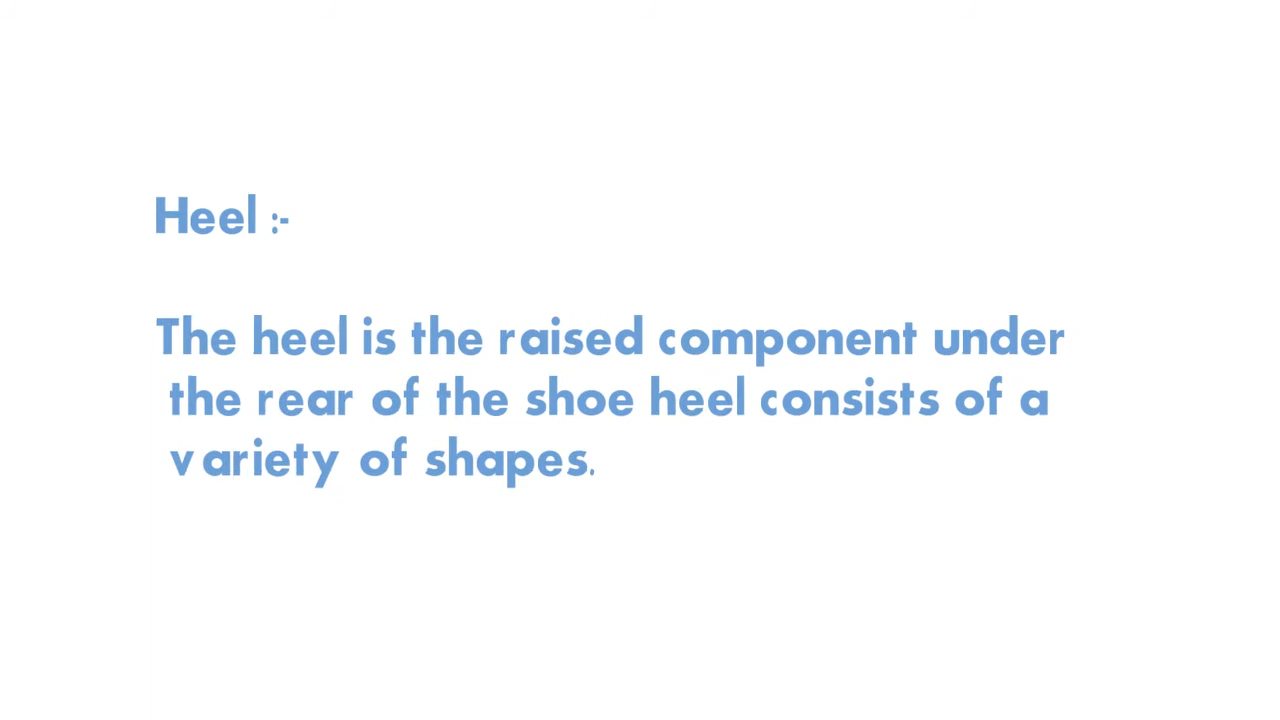 Heel :-
The heel is the raised component under
the rear of the shoe heel consists of a
variety of shapes.